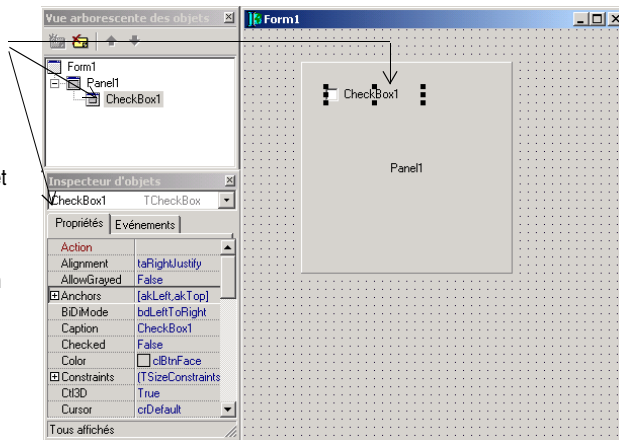 Vue arborescente des objets
Form1
Panel1
CheckBox1
et
Inspecteur d'objets
CheckBox1 TCheckBox
Propriétés Evénements
Action
Alignment taRightJustify
AllowGrayed False
Anchors [akLeft,akTop]
BiDiMode bdLeftToRight
Caption CheckBox1
Checked False
Color clBtnFace
Constraints (TSizeConstraints
Ctl3D True
Cursor crDefault
Tous affichés
Form1
CheckBox1
Panel1